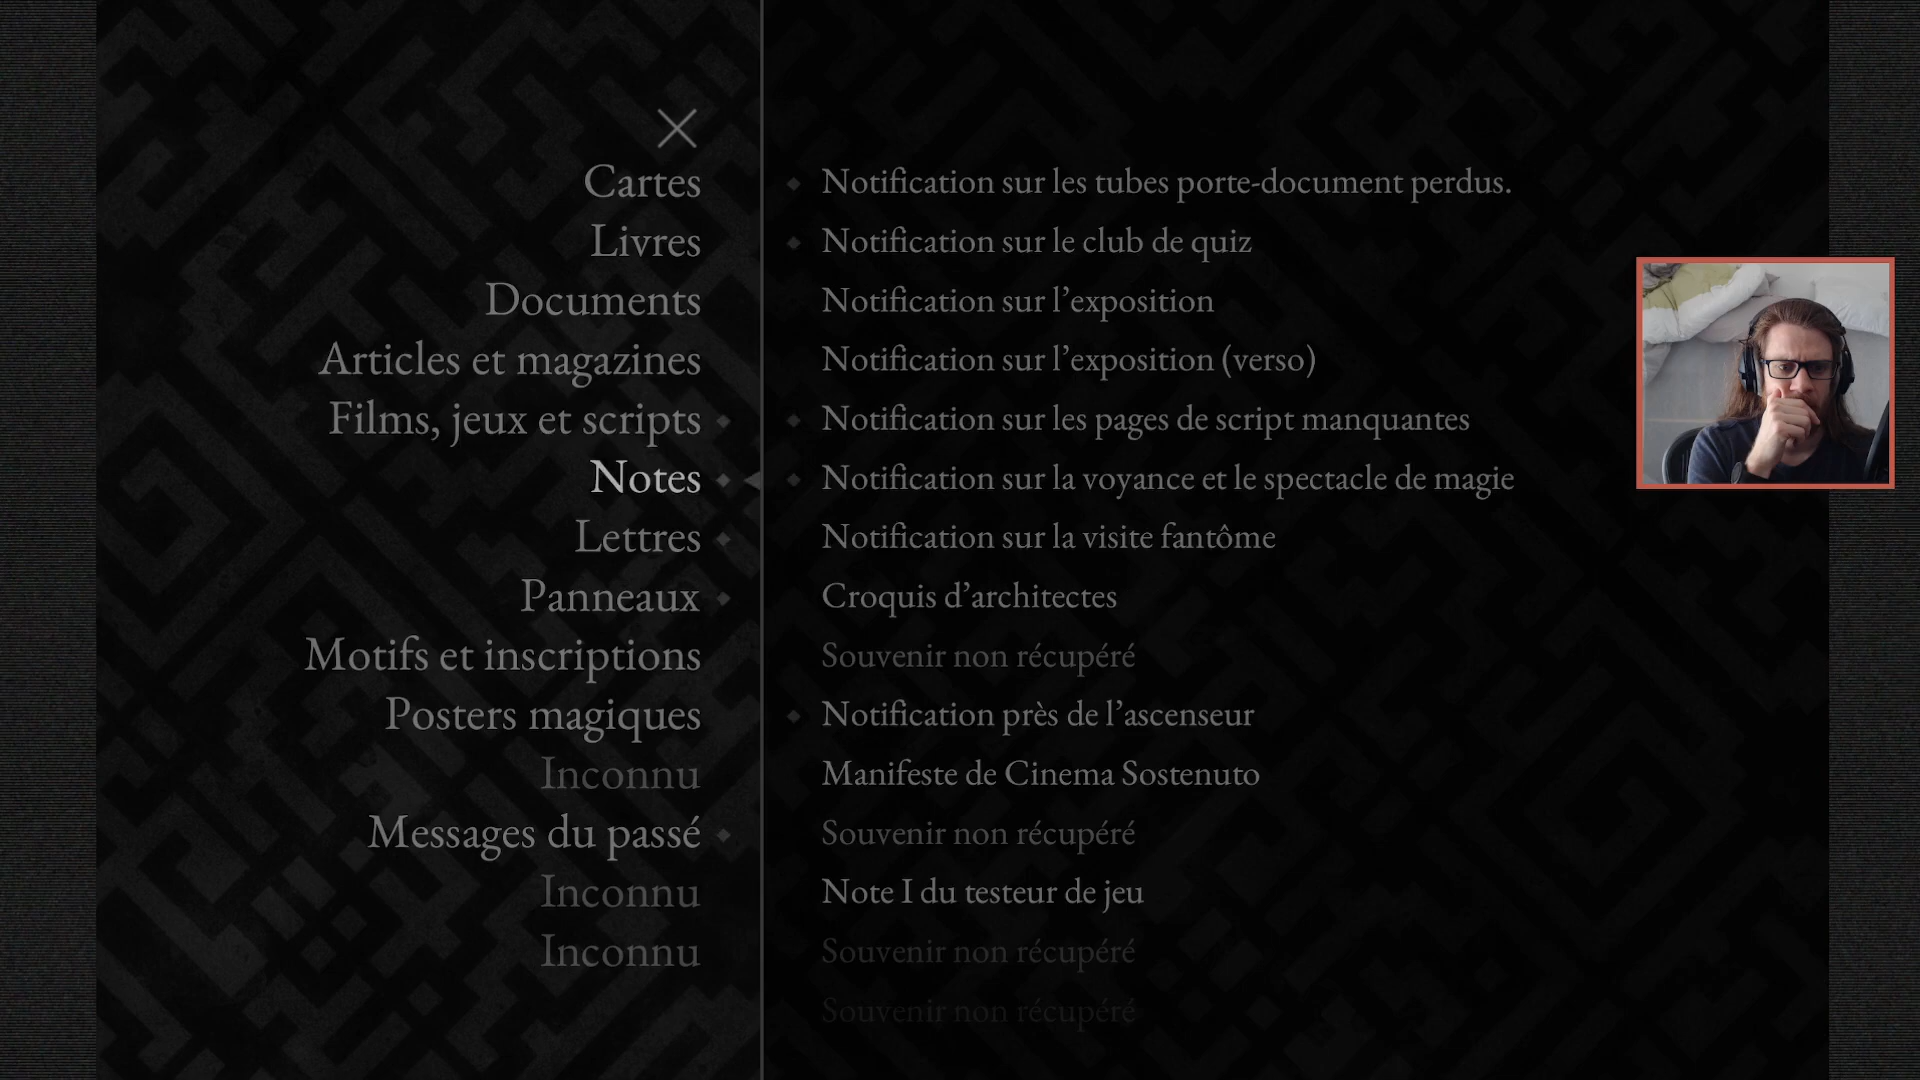 Cartes
Livres
Documents
Articles et magazines
Films, jeux et scripts
Notes
Lettres
Panneaux
Motifs et inscriptions
Posters magiques
Inconnu
Messages du passé
Inconnu
Inconnu
Notification sur les tubes porte-document perdus.
Notification sur le club de quiz
Notification sur l’exposition
Notification sur l’exposition (verso)
Notification sur les pages de script manquantes
Notification sur la voyance et le spectacle de magie
Notification sur la visite fantôme
Croquis d’architectes
Souvenir non récupéré
Notification près de l’ascenseur
Manifeste de Cinema Sostenuto
Souvenir non récupéré
Note I du testeur de jeu
Souvenir non récupéré
Souvenir non récupéré